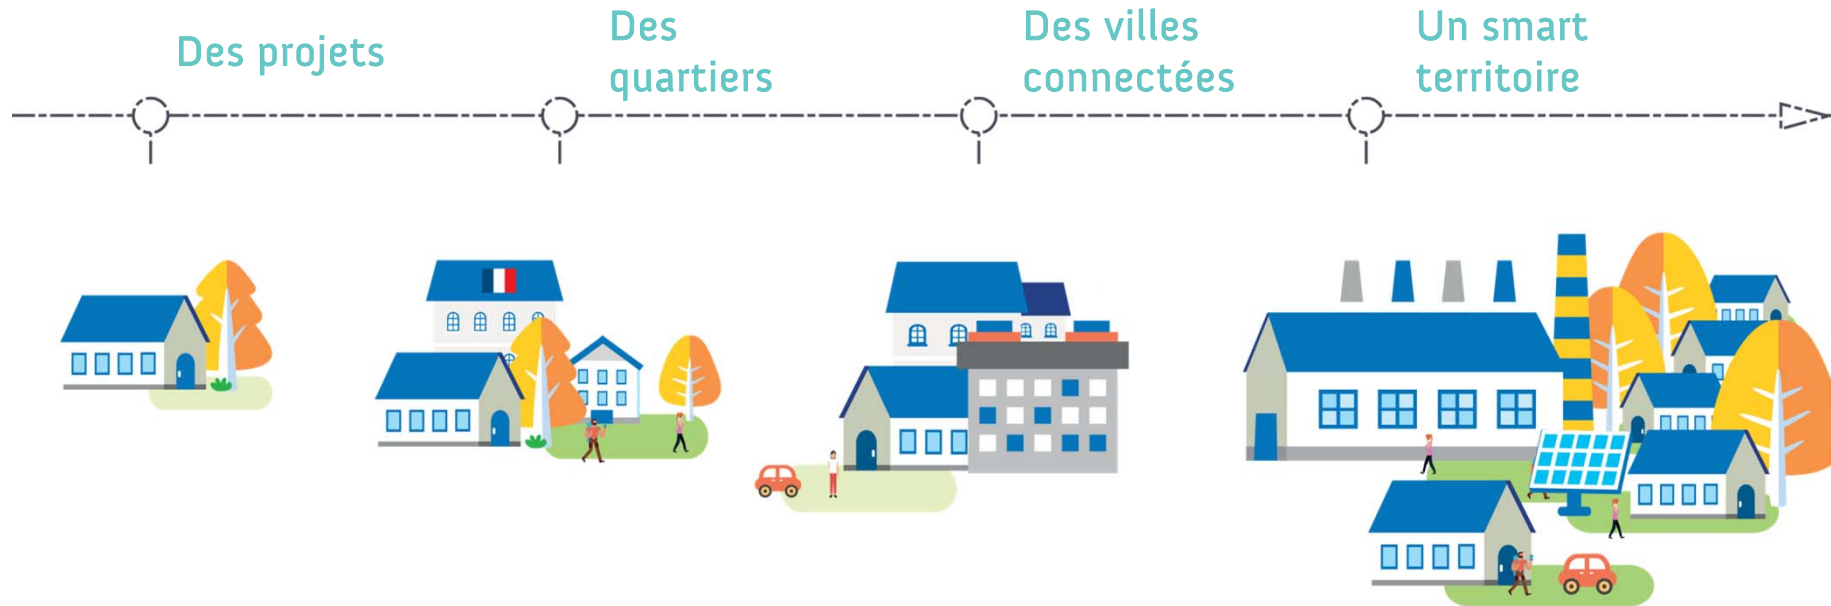 Des projets
Des
quartiers
Des villes
connectées
Un smart
territoire